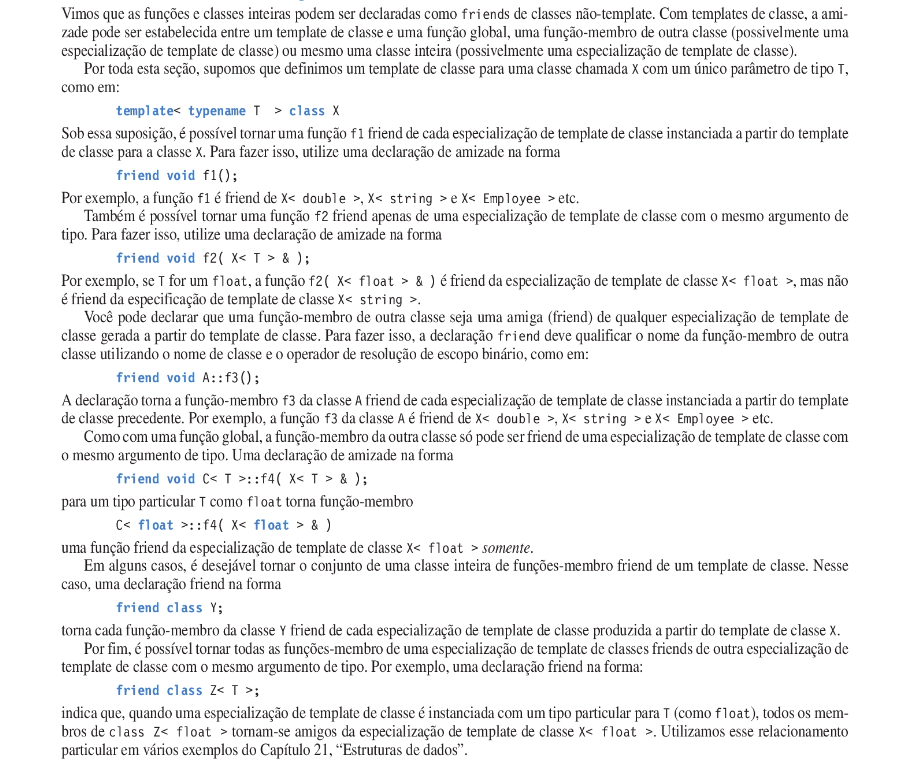 Vimos que as funções e classes inteiras podem ser declaradas como friends de classes não-template. Com templates de classe, a ami-
zade pode ser estabelecida entre um template de classe e uma função global, uma função-membro de outra classe (possivelmente uma
especialização de template de classe) ou mesmo uma classe inteira (possivelmente uma especialização de template de classe).
Por toda esta seção, supomos que definimos um template de classe para uma classe chamada X com um único parâmetro de tipo T,
como em:
template< typename T > class X
Sob essa suposição, é possível tornar uma função f1 friend de cada especialização de template de classe instanciada a partir do template
de classe para a classe X. Para fazer isso, utilize uma declaração de amizade na forma
friend void f1();
Por exemplo, a função f1 é friend de X< double >, X< string > e X< Employee > etc.
Também é possível tornar uma função f2 friend apenas de uma especialização de template de classe com o mesmo argumento de
tipo. Para fazer isso, utilize uma declaração de amizade na forma
friend void f2( X< T > & );
Por exemplo, se T for um float, a função f2( X< float > & ) é friend da especialização de template de classe X< float >, mas não
é friend da especificação de template de classe X< string >.
Você pode declarar que uma função-membro de outra classe seja uma amiga (friend) de qualquer especialização de template de
classe gerada a partir do template de classe. Para fazer isso, a declaração friend deve qualificar o nome da função-membro de outra
classe utilizando o nome de classe e o operador de resolução de escopo binário, como em:
friend void A::f3();
A declaração torna a função-membro f3 da classe A friend de cada especialização de template de classe instanciada a partir do template
de classe precedente. Por exemplo, a função f3 da classe A é friend de X< double >, X< string > e X< Employee > etc.
Como com uma função global, a função-membro da outra classe só pode ser friend de uma especialização de template de classe com
o mesmo argumento de tipo. Uma declaração de amizade na forma
friend void C< T >::f4( X< T > & );
para um tipo particular T como float torna função-membro
C< float >::f4( X< float > & )
uma função friend da especialização de template de classe X< float > somente.
Em alguns casos, é desejável tornar o conjunto de uma classe inteira de funções-membro friend de um template de classe. Nesse
caso, uma declaração friend na forma
friend class Y;
torna cada função-membro da classe Y friend de cada especialização de template de classe produzida a partir do template de classe X.
Por fim, é possível tornar todas as funções-membro de uma especialização de template de classes friends de outra especialização de
template de classe com o mesmo argumento de tipo. Por exemplo, uma declaração friend na forma:
friend class Z< T >;
indica que, quando uma especialização de template de classe é instanciada com um tipo particular para T (como float), todos os mem-
bros de class Z< float > tornam-se amigos da especialização de template de classe X< float >. Utilizamos esse relacionamento
particular em vários exemplos do Capítulo 21, “Estruturas de dados”.